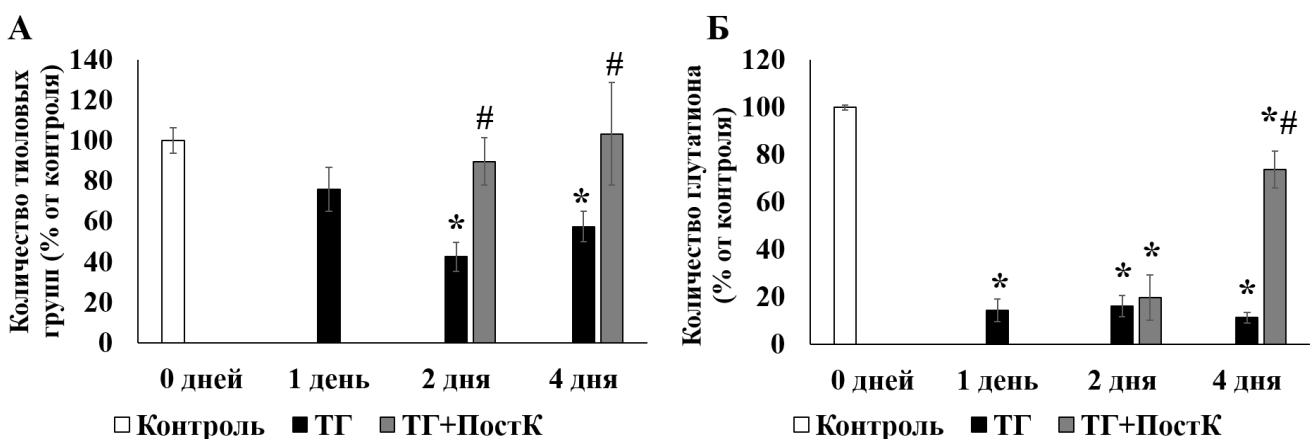 А
Количество тиоловых
групп (% от контроля)
140
120
100
80
60
40
20
0
#
#
*
*
0 дней
1 день
2 дня
4 дня
Контроль
ТГ
ТГ+ПостК
Б
Количество глутатиона
(% от контроля)
120
100
80
60
40
20
0
*#
*
*
*
*
0 дней
1 день
2 дня
4 дня
Контроль
ТГ
ТГ+ПостК